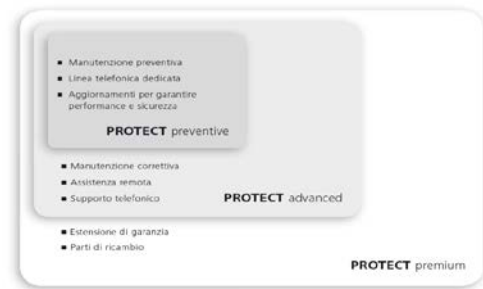 ▪ Manutenzione preventiva
▪ Linea telefonica dedicata
▪ Aggiornamenti per garantire
performance e sicurezza
PROTECT preventive
▪ Manutenzione correttiva
▪ Assistenza remota
▪ Supporto telefonico
PROTECT advanced
▪ Estensione di garanzia
▪ Parti di ricambio
PROTECT premium